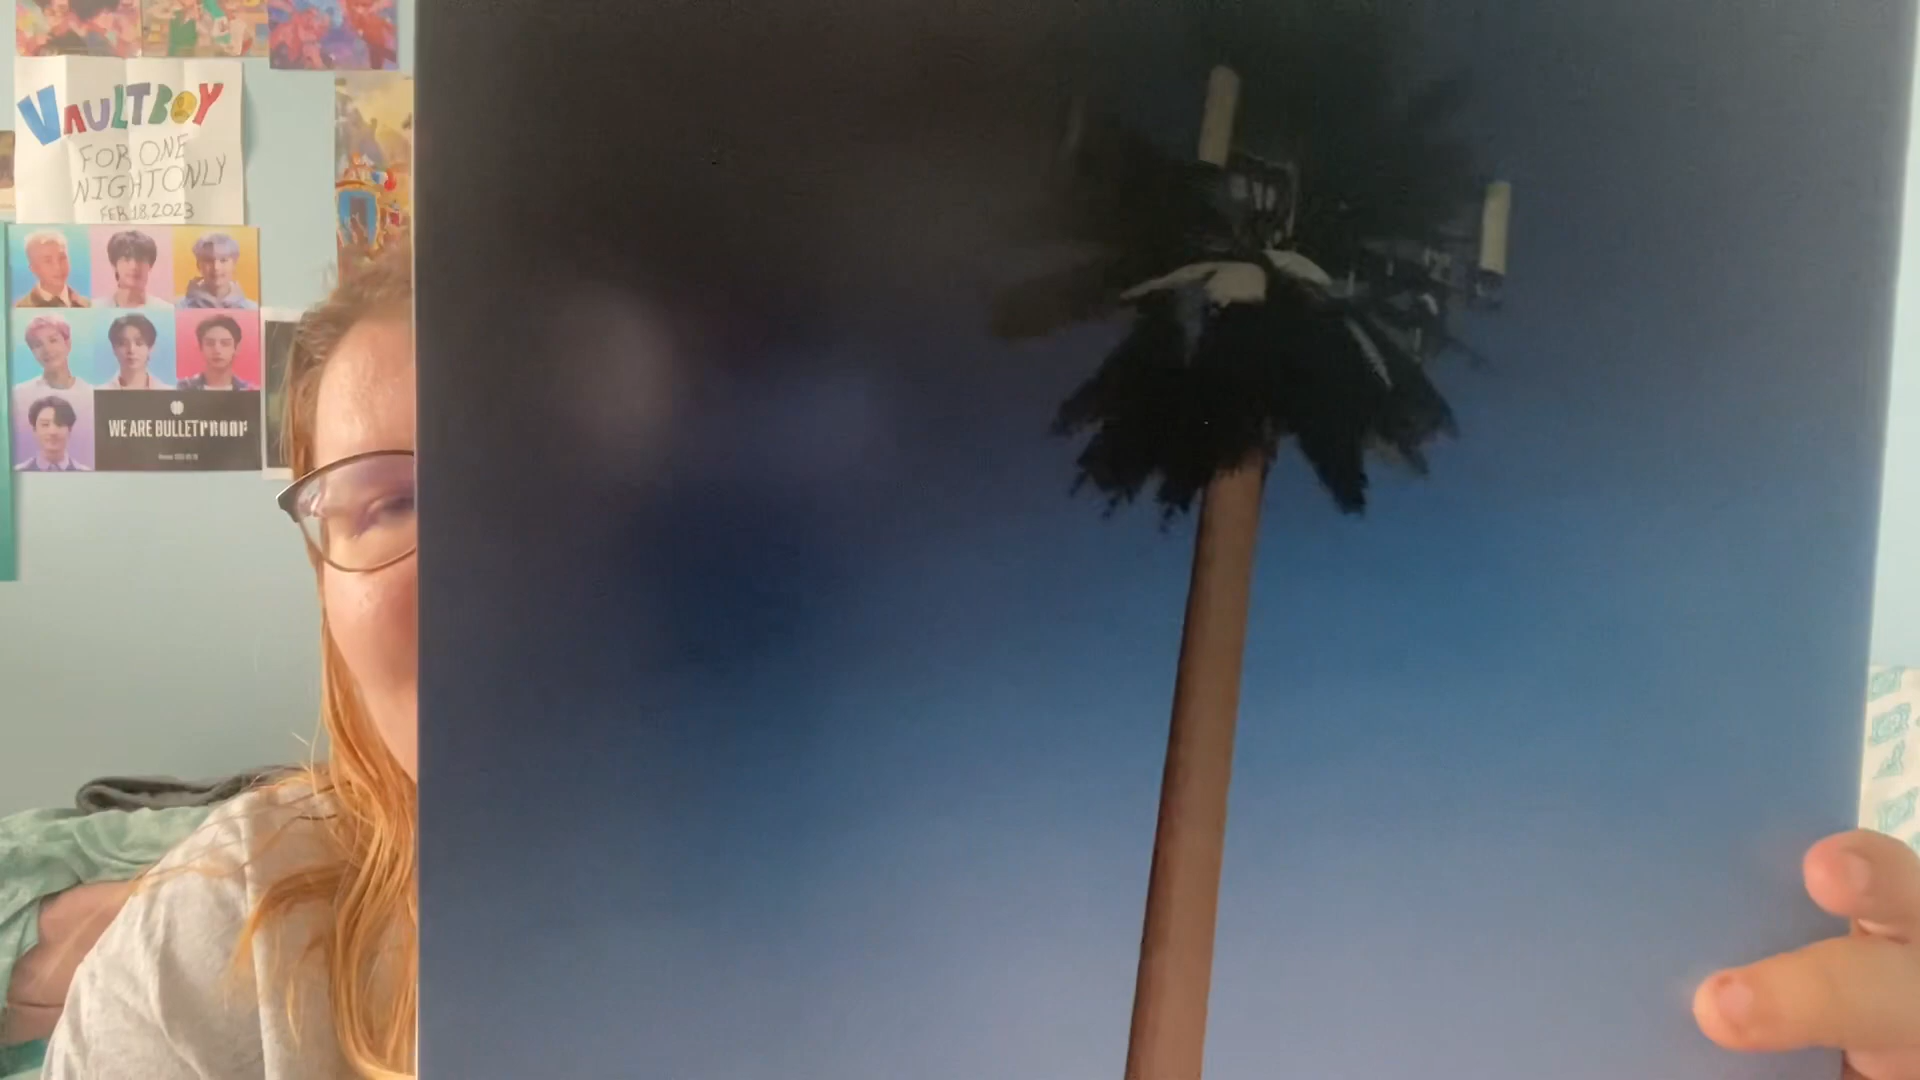 VAULTBOY
FOR ONE
NIGHT ONLY
FEB 18, 2023
WE ARE BULLETPROOF